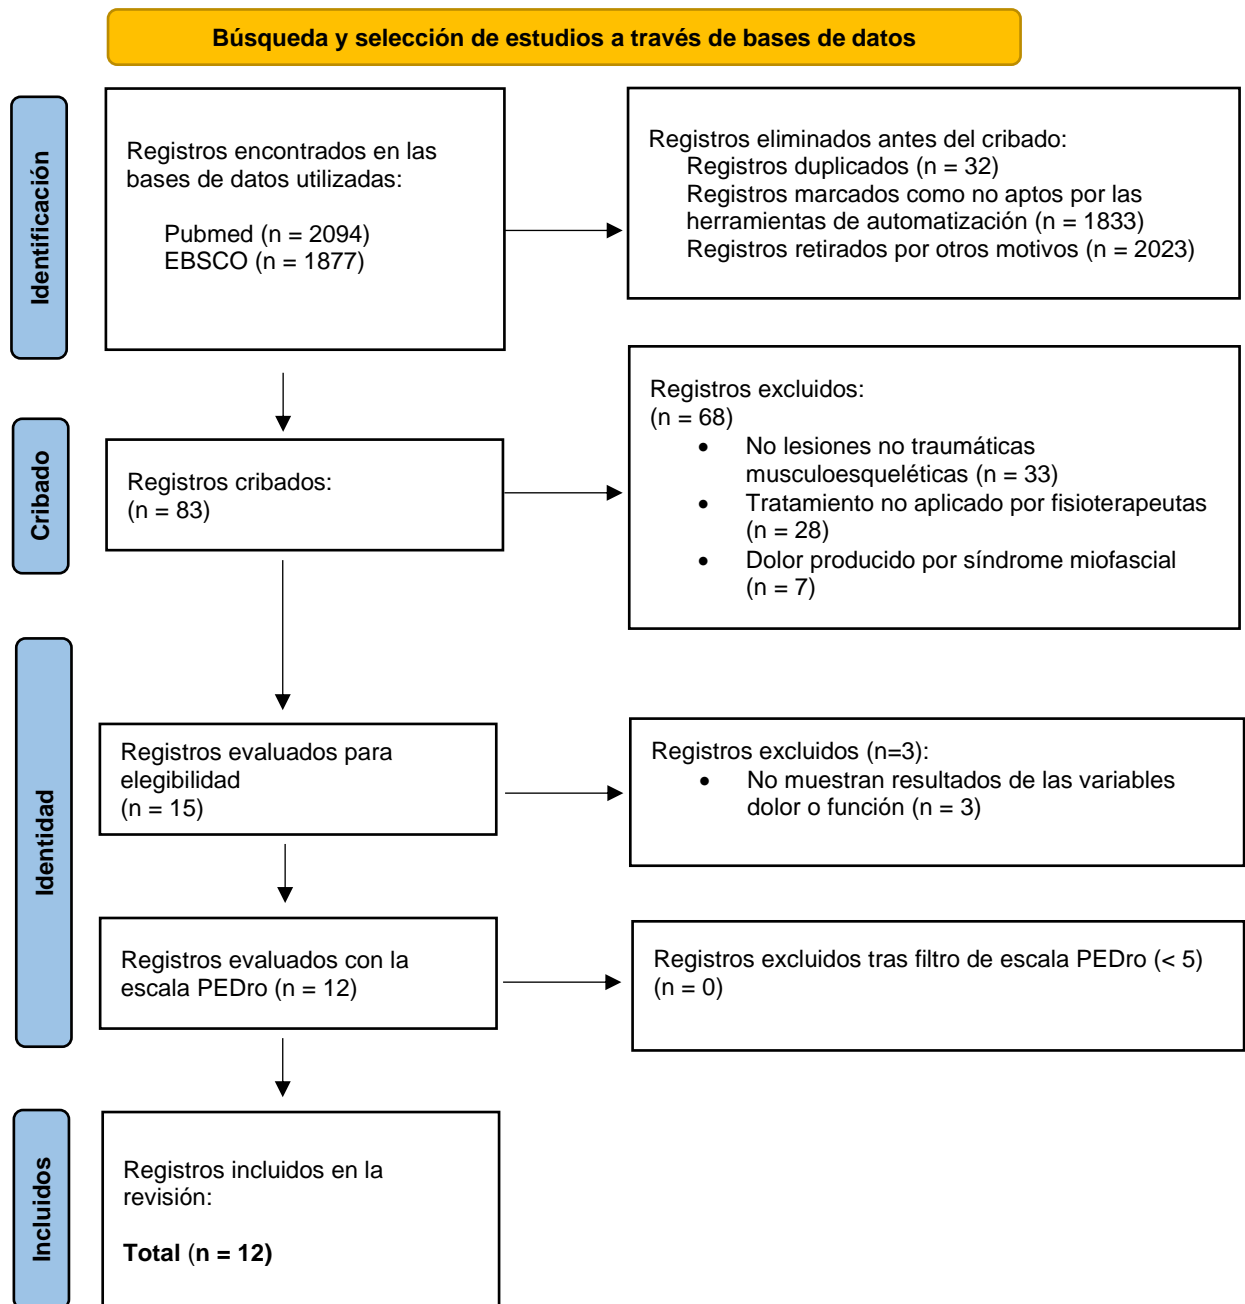 Búsqueda y selección de estudios a través de bases de datos
Identificación
Registros encontrados en las
bases de datos utilizadas:
Pubmed (n = 2094)
EBSCO (n = 1877)
Registros eliminados antes del cribado:
Registros duplicados (n = 32)
Registros marcados como no aptos por las
herramientas de automatización (n = 1833)
Registros retirados por otros motivos (n = 2023)
Cribado
Registros cribados:
(n = 83)
Registros excluidos:
(n = 68)
• No lesiones no traumáticas
musculoesqueléticas (n = 33)
• Tratamiento no aplicado por fisioterapeutas
(n = 28)
• Dolor producido por síndrome miofascial
(n = 7)
Identidad
Registros evaluados para
elegibilidad
(n = 15)
Registros excluidos (n=3):
• No muestran resultados de las variables
dolor o función (n = 3)
Registros evaluados con la
escala PEDro (n = 12)
Registros excluidos tras filtro de escala PEDro (< 5)
(n = 0)
Incluidos
Registros incluidos en la
revisión:
Total (n = 12)